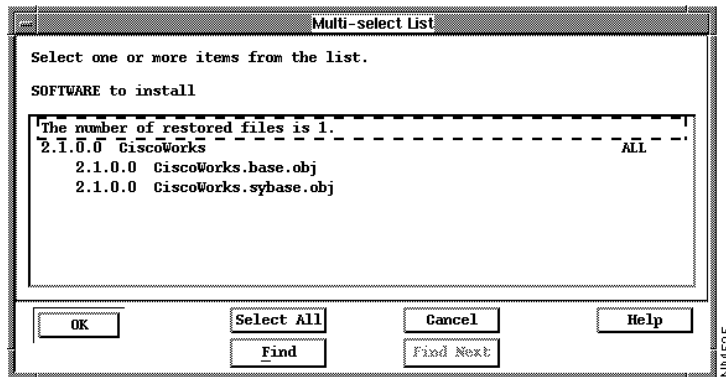 Multi-select List
Select one or more items from the list.
SOFTWARE to install
The number of restored files is 1.
2.1.0.0 CiscoWorks ALL
2.1.0.0 CiscoWorks.base.obj
2.1.0.0 CiscoWorks.sybase.obj
OK Select All Cancel Help
Find Find Next